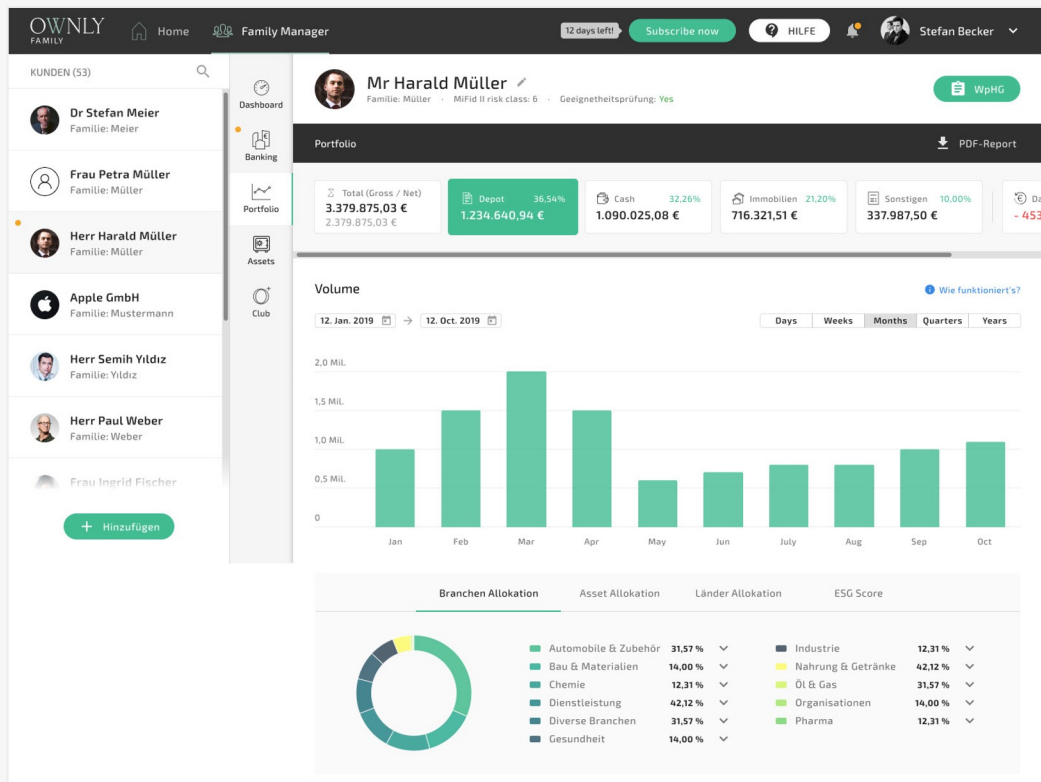 OWNLY
FAMILY
Home
Family Manager
12 days left!
Subscribe now
HILFE
Stefan Becker
KUNDEN (53)
Dr Stefan Meier
Familie: Meier
Frau Petra Müller
Familie: Müller
Herr Harald Müller
Familie: Müller
Apple GmbH
Familie: Mustermann
Herr Semih Yıldız
Familie: Yıldız
Herr Paul Weber
Familie: Weber
Frau Ingrid Fischer
+ Hinzufügen
Dashboard
Banking
Portfolio
Assets
Club
Mr Harald Müller
Familie: Müller · MiFid II risk class: 6 · Geeignetheitsprüfung: Yes
WpHG
Portfolio
PDF-Report
Total (Gross / Net)
3.379.875,03 €
2.379.875,03 €
Depot 36,54%
1.234.640,94 €
Cash 32,26%
1.090.025,08 €
Immobilien 21,20%
716.321,51 €
Sonstigen 10.00%
337.987,50 €
- 453
Volume
Wie funktioniert's?
12. Jan. 2019 → 12. Oct. 2019
Days Weeks Months Quarters Years
2,0 Mil.
1,5 Mil.
1,0 Mil.
0,5 Mil.
0
Jan Feb Mar Apr May Jun July Aug Sep Oct
Branchen Allokation Asset Allokation Länder Allokation ESG Score
Automobile & Zubehör 31,57 %
Bau & Materialien 14,00 %
Chemie 12,31 %
Dienstleistung 42,12 %
Diverse Branchen 31,57 %
Gesundheit 14,00 %
Industrie 12,31 %
Nahrung & Getränke 42,12 %
Öl & Gas 31,57 %
Organisationen 14,00 %
Pharma 12,31 %